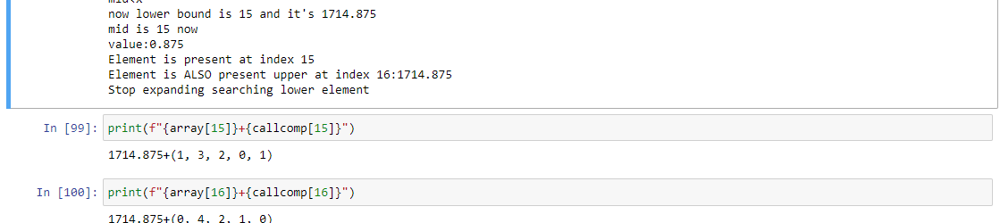 mid<x
now lower bound is 15 and it's 1714.875
mid is 15 now
value:0.875
Element is present at index 15
Element is ALSO present upper at index 16:1714.875
Stop expanding searching lower element
In [99]: print(f"{array[15]}+{callcomp[15]}")
1714.875+(1, 3, 2, 0, 1)
In [100]: print(f"{array[16]}+{callcomp[16]}")
1714.875+(0, 4, 2, 1, 0)